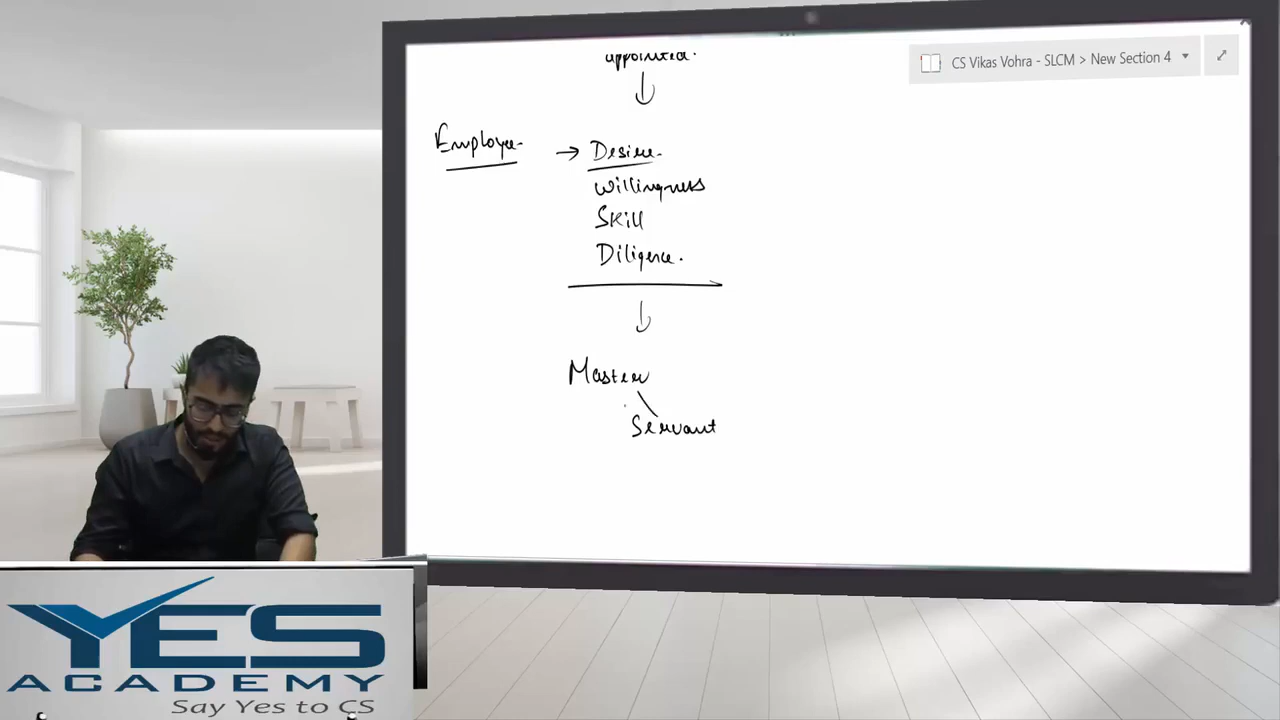 appointed.
CS Vikas Vohra - SLCM > New Section 4
Employee
→ Desire.
Willingness
Skill
Diligence.
Master
Servant
YES
ACADEMY
Say Yes to CS